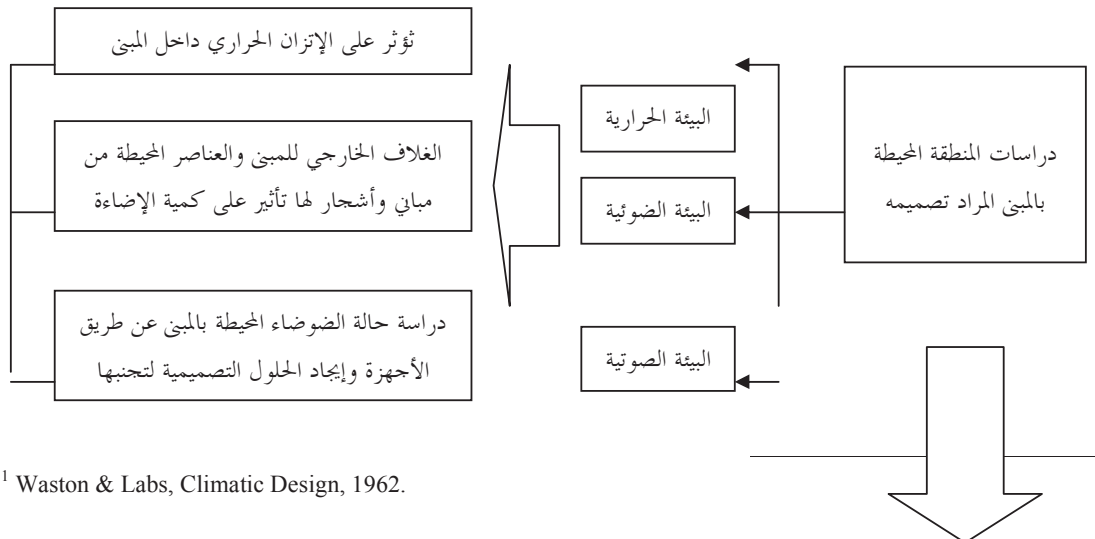 دراسات المنطقة المحيطة
بالمبنى المراد تصميمه
البيئة الحرارية
البيئة الضوئية
البيئة الصوتية
ثؤثر على الإتزان الحراري داخل المبنى
الغلاف الخارجي للمبنى والعناصر المحيطة من
مباني وأشجار لها تأثير على كمية الإضاءة
دراسة حالة الضوضاء المحيطة بالمبنى عن طريق
الأجهزة وإيجاد الحلول التصميمية لتجنبها
1 Waston & Labs, Climatic Design, 1962.